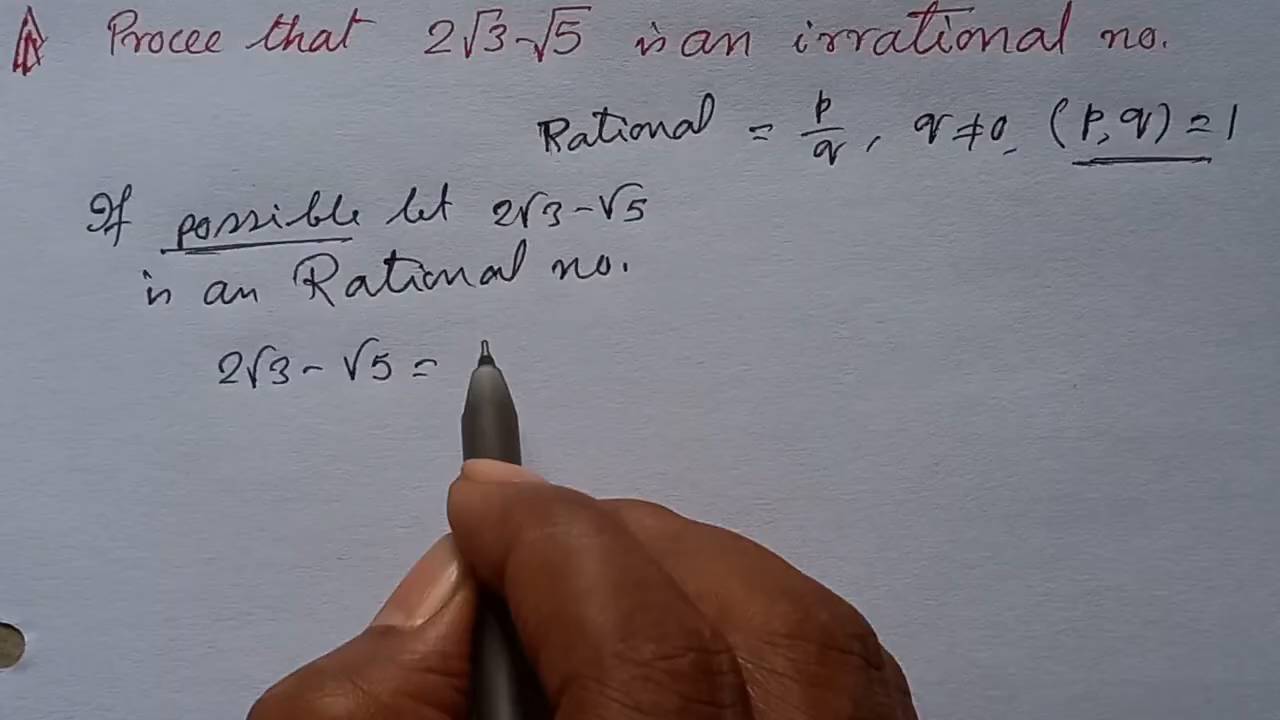 Procee that 2√3-√5 is an irrational no.
Rational = p/q, q≠0, (p,q)=1
If possible let 2√3-√5
is an Rational no.
2√3-√5=